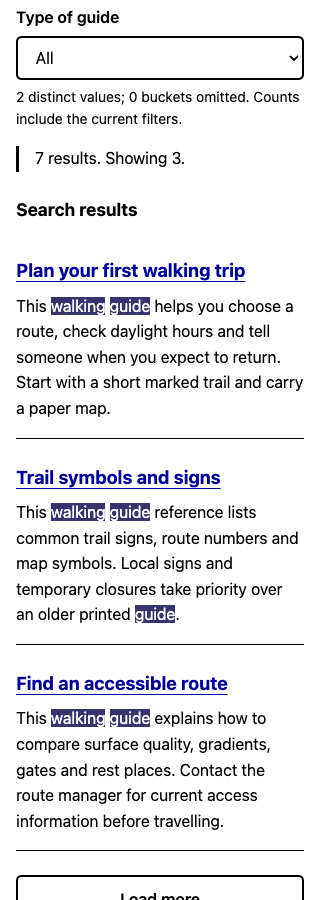 Type of guide
All
2 distinct values; 0 buckets omitted. Counts
include the current filters.
7 results. Showing 3.
Search results
Plan your first walking trip
This walking guide helps you choose a
route, check daylight hours and tell
someone when you expect to return.
Start with a short marked trail and carry
a paper map.
Trail symbols and signs
This walking guide reference lists
common trail signs, route numbers and
map symbols. Local signs and
temporary closures take priority over
an older printed guide.
Find an accessible route
This walking guide explains how to
compare surface quality, gradients,
gates and rest places. Contact the
route manager for current access
information before travelling.
Load more